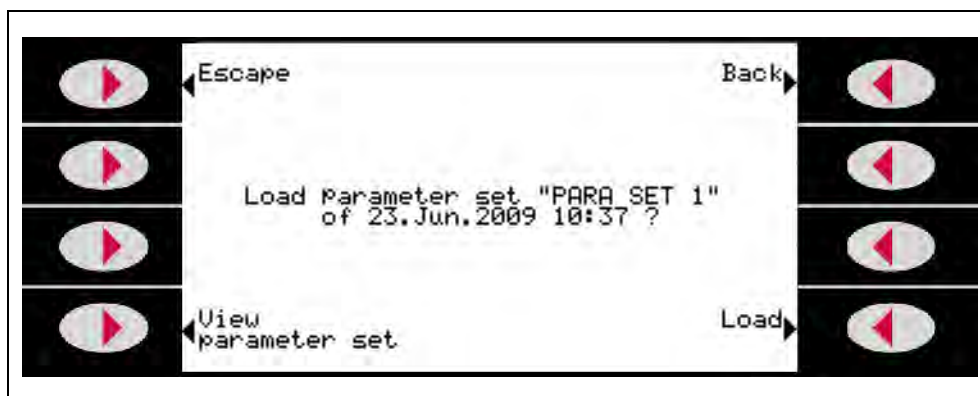 Escape
Back
Load parameter set "PARA SET 1"
of 23.Jun.2009 10:37 ?
View
parameter set
Load